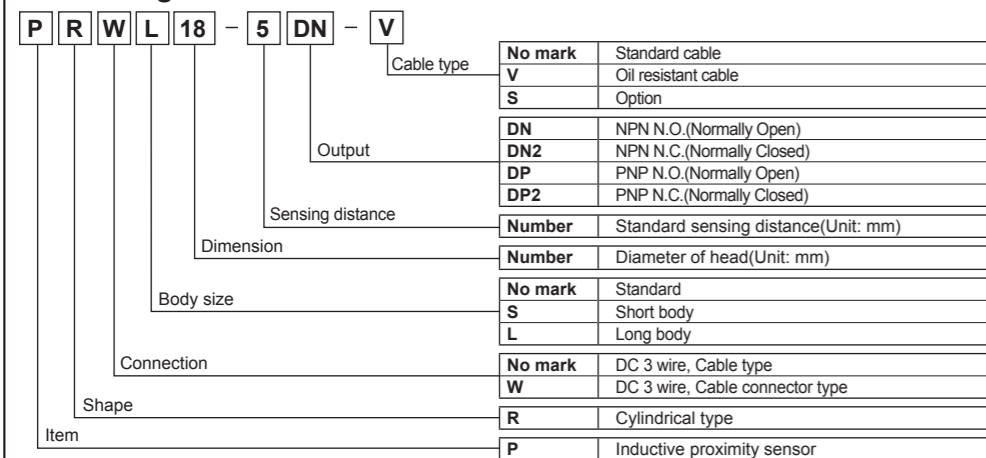 P R W L 18 – 5 DN – V
Cable type
No mark Standard cable
V Oil resistant cable
S Option
Output
DN NPN N.O.(Normally Open)
DN2 NPN N.C.(Normally Closed)
DP PNP N.O.(Normally Open)
DP2 PNP N.C.(Normally Closed)
Sensing distance
Number Standard sensing distance(Unit: mm)
Dimension
Number Diameter of head(Unit: mm)
Body size
No mark Standard
S Short body
L Long body
Connection
No mark DC 3 wire, Cable type
W DC 3 wire, Cable connector type
Shape
R Cylindrical type
Item
P Inductive proximity sensor